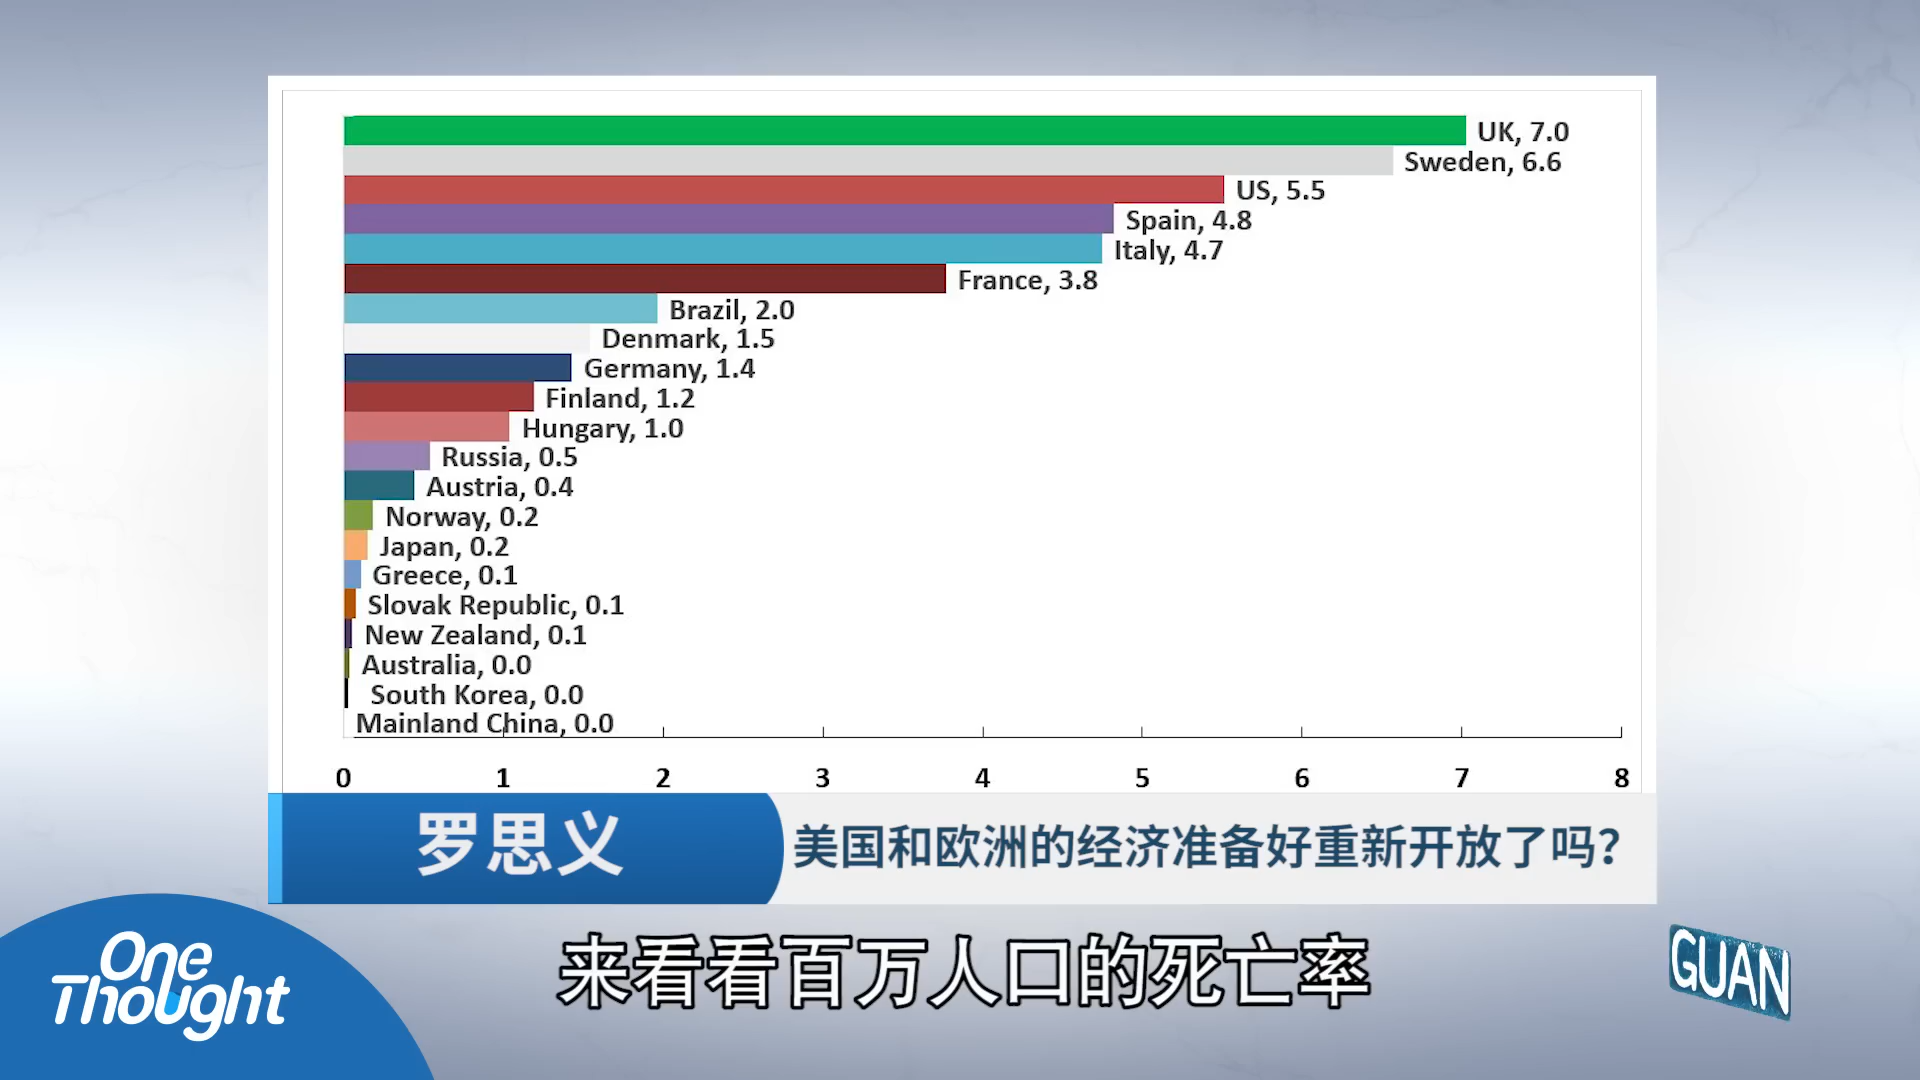 UK, 7.0
Sweden, 6.6
US, 5.5
Spain, 4.8
Italy, 4.7
France, 3.8
Brazil, 2.0
Denmark, 1.5
Germany, 1.4
Finland, 1.2
Hungary, 1.0
Russia, 0.5
Austria, 0.4
Norway, 0.2
Japan, 0.2
Greece, 0.1
Slovak Republic, 0.1
New Zealand, 0.1
Australia, 0.0
South Korea, 0.0
Mainland China, 0.0
0 1 2 3 4 5 6 7 8
罗思义
美国和欧洲的经济准备好重新开放了吗?
One
Thought
来看看百万人口的死亡率
GUAN